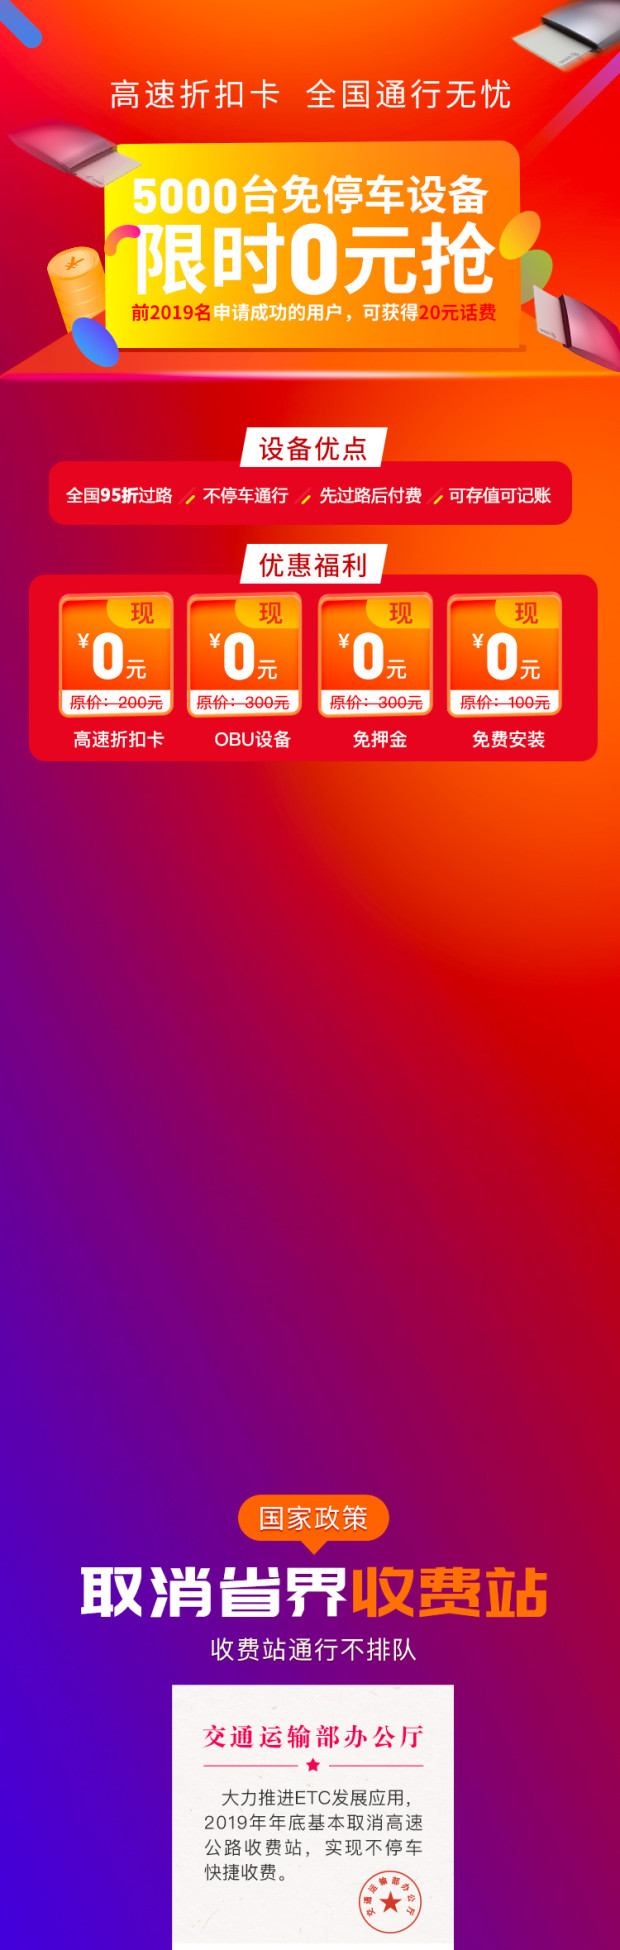 高速折扣卡 全国通行无忧
5000台免停车设备
限时0元抢
前2019名申请成功的用户，可获得20元话费
设备优点
全国95折过路 不停车通行 先过路后付费 可存值可记账
优惠福利
现 现 现 现
¥0元 ¥0元 ¥0元 ¥0元
原价：200元 原价：300元 原价：300元 原价：100元
高速折扣卡 OBU设备 免押金 免费安装
国家政策
取消省界收费站
收费站通行不排队
交通运输部办公厅
大力推进ETC发展应用，
2019年年底基本取消高速
公路收费站，实现不停车
快捷收费。
交通运输部办公厅